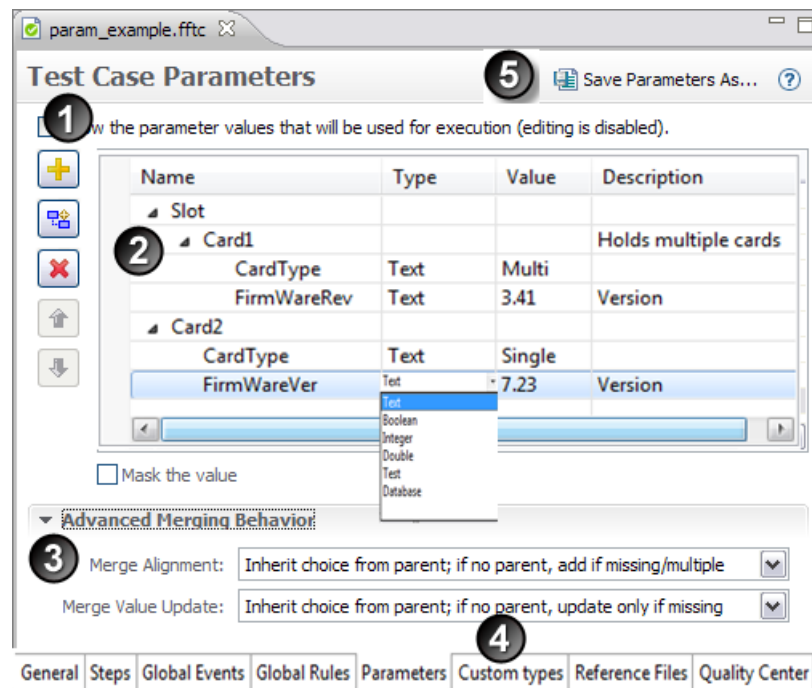 param_example.fftc
Test Case Parameters
5
Save Parameters As... ?
1
w the parameter values that will be used for execution (editing is disabled).
Name Type Value Description
Slot
2
Card1 Holds multiple cards
CardType Text Multi
FirmWareRev Text 3.41 Version
Card2
CardType Text Single
FirmWareVer Text 7.23 Version
Text
Boolean
Integer
Double
Test
Database
Mask the value
Advanced Merging Behavior
3
Merge Alignment: Inherit choice from parent; if no parent, add if missing/multiple
Merge Value Update: Inherit choice from parent; if no parent, update only if missing
4
General Steps Global Events Global Rules Parameters Custom types Reference Files Quality Center